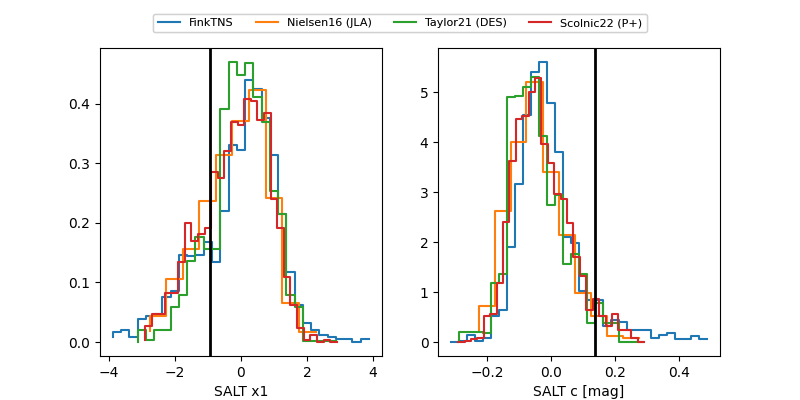 FinkTNS Nielsen16 (JLA) Taylor21 (DES) Scolnic22 (P+)
0.4
0.3
0.2
0.1
0.0
−4 −2 0 2 4
SALT x1
5
4
3
2
1
0
−0.2 0.0 0.2 0.4
SALT c [mag]